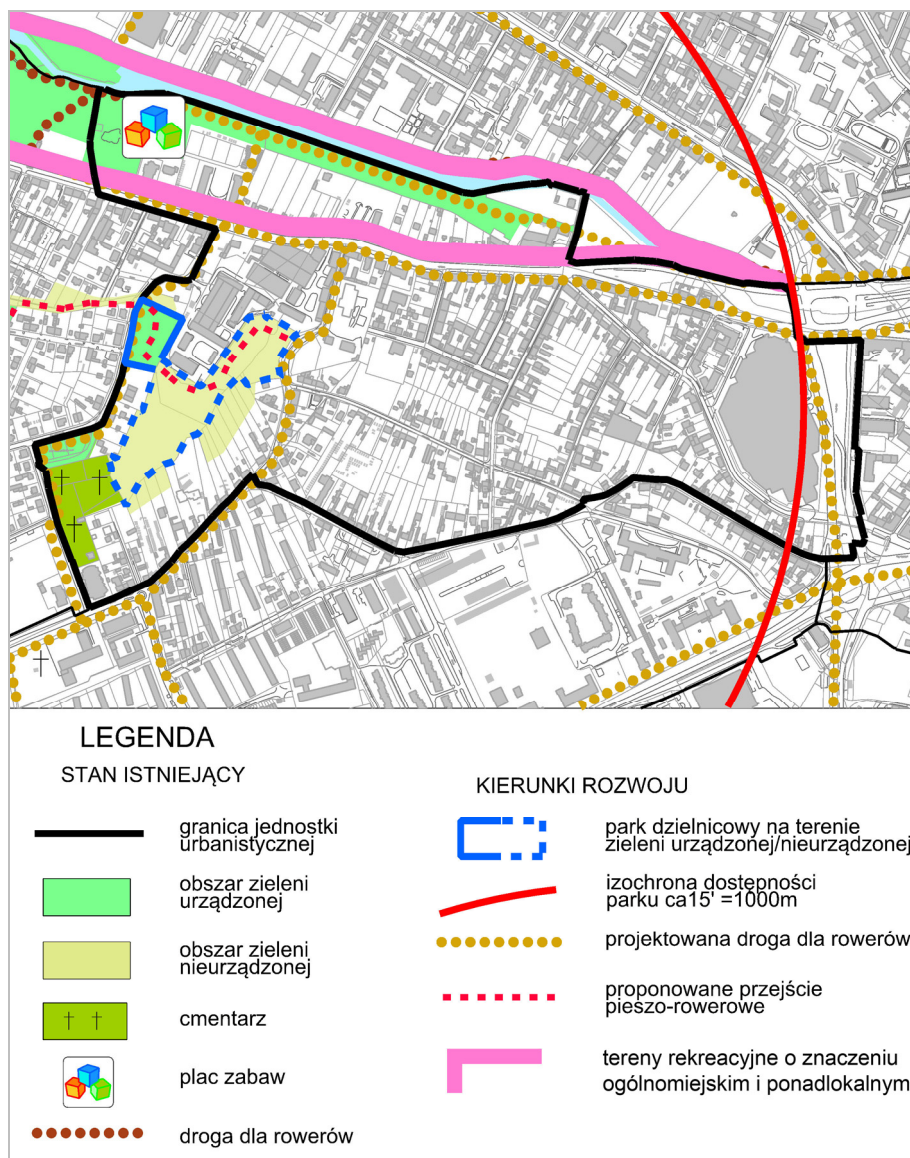 LEGENDA
STAN ISTNIEJĄCY
granica jednostki
urbanistycznej
obszar zieleni
urządzonej
obszar zieleni
nieurządzonej
cmentarz
plac zabaw
droga dla rowerów
KIERUNKI ROZWOJU
park dzielnicowy na terenie
zieleni urządzonej/nieurządzonej
izochrona dostępności
parku ca15' =1000m
projektowana droga dla rowerów
proponowane przejście
pieszo-rowerowe
tereny rekreacyjne o znaczeniu
ogólnomiejskim i ponadlokalnym